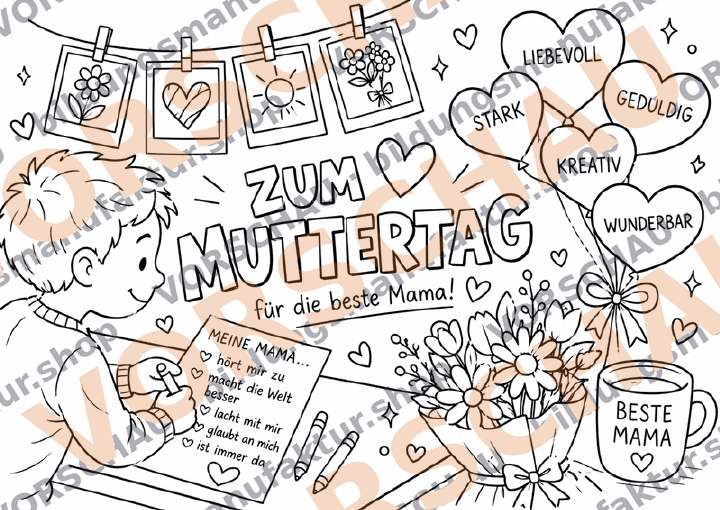 LIEBEVOLL
STARK
GEDULDIG
KREATIV
WUNDERBAR
ZUM
MUTTERTAG
für die beste Mama!
MEINE MAMA...
hört mir zu
macht die Welt
besser
lacht mit mir
glaubt an mich
ist immer da
BESTE
MAMA
VORSCHAU
bildungsmanufaktur.shop